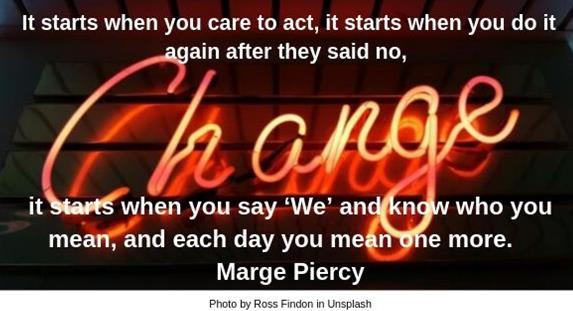 It starts when you care to act, it starts when you do it
again after they said no,
Change
it starts when you say ‘We’ and know who you
mean, and each day you mean one more.
Marge Piercy
Photo by Ross Findon in Unsplash